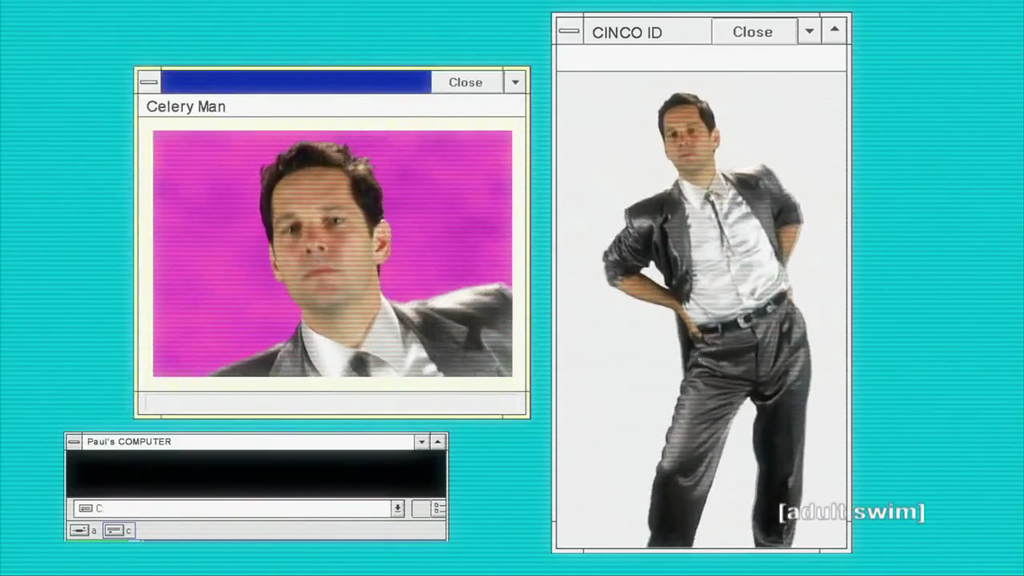 CINCO ID
Close
Close
Celery Man
Paul's COMPUTER
C:
a
c
[adult swim]